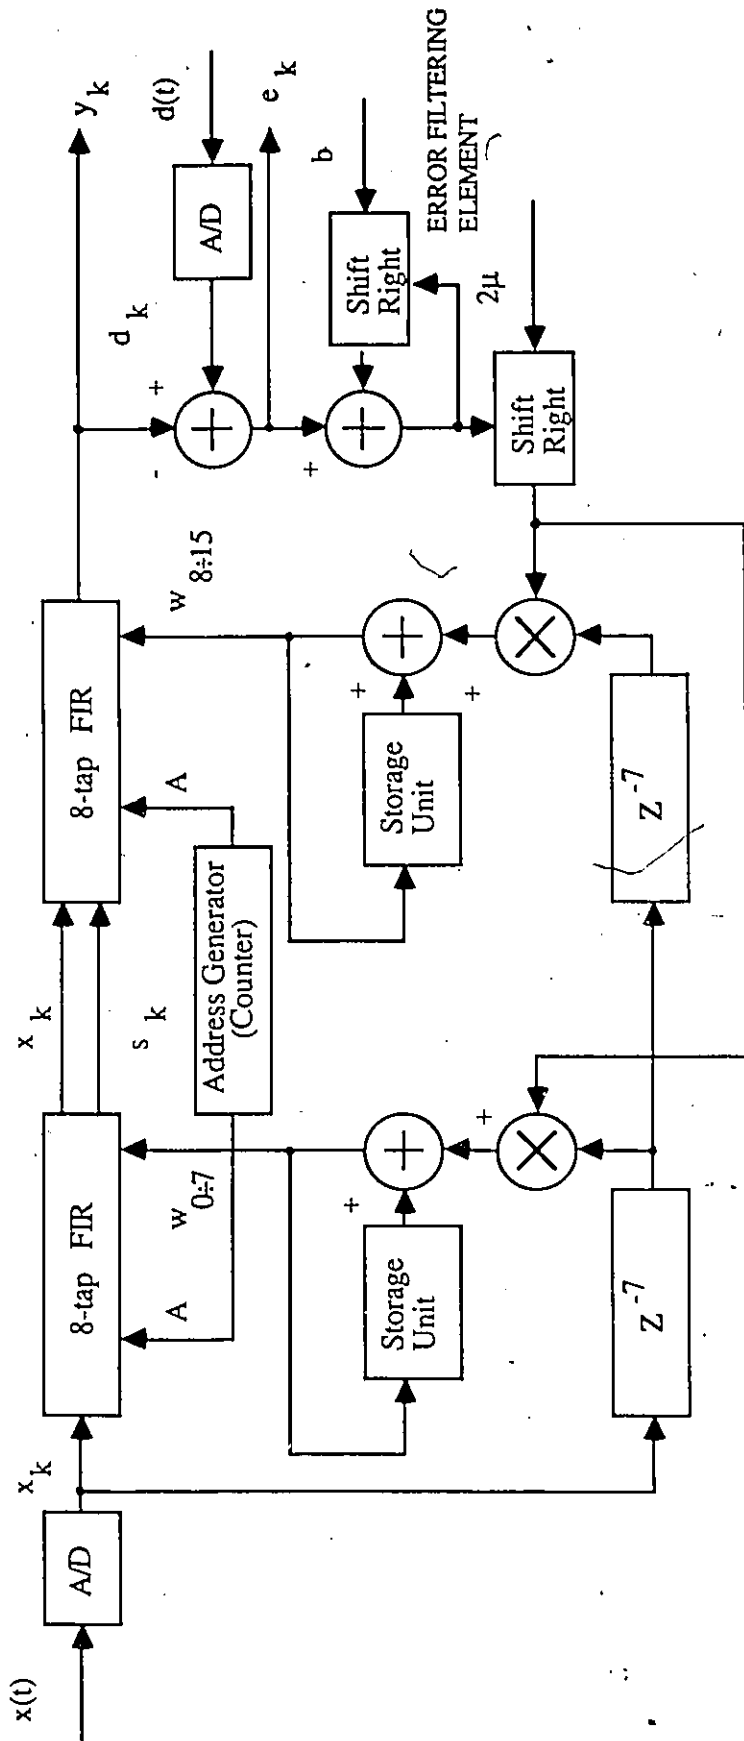 x(t)
A/D
x k
8-tap FIR
x k
s k
8-tap FIR
y k
A
Address Generator
(Counter)
A
w 0÷7
w 8÷15
- +
d k
A/D
d(t)
e k
+
Shift
Right
b
ERROR FILTERING
ELEMENT
Storage
Unit
+
+
Storage
Unit
+
+
Shift
Right
2μ
z -7
z -7